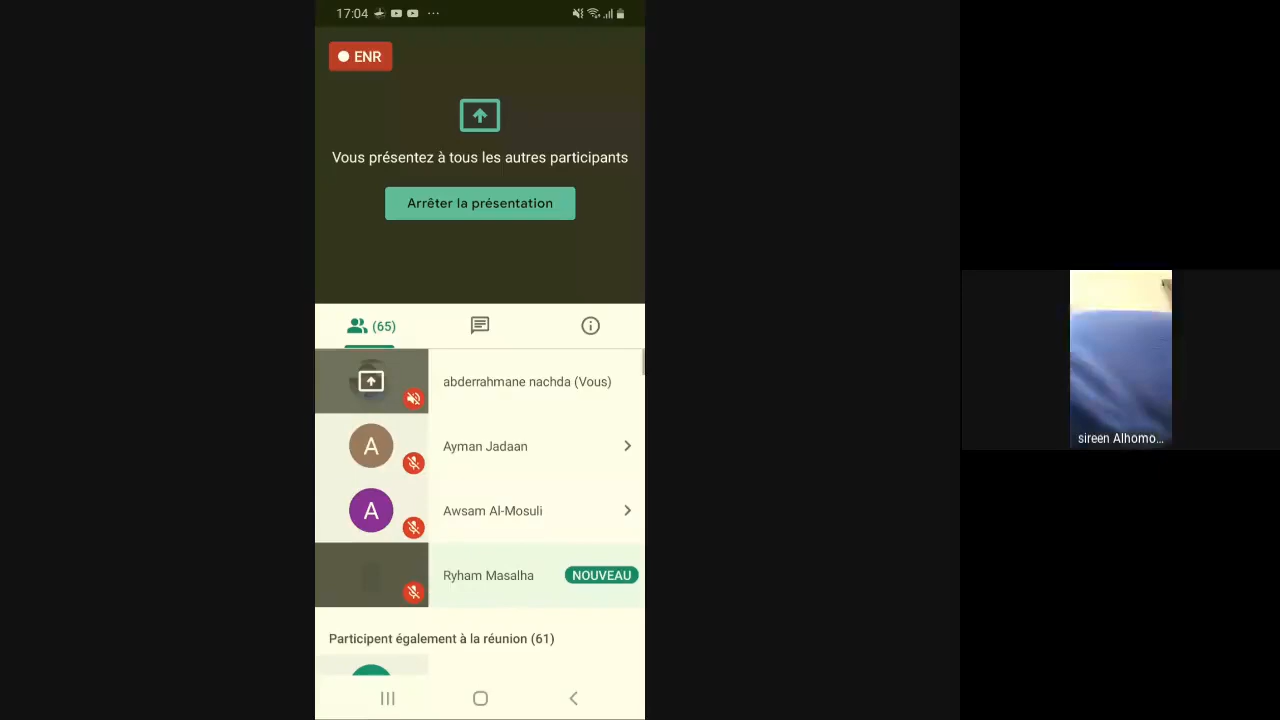 17:04 ...
ENR
Vous présentez à tous les autres participants
Arrêter la présentation
(65)
abderrahmane nachda (Vous)
A
Ayman Jadaan
A
Awsam Al-Mosuli
Ryham Masalha NOUVEAU
Participent également à la réunion (61)
sireen Alhomo...